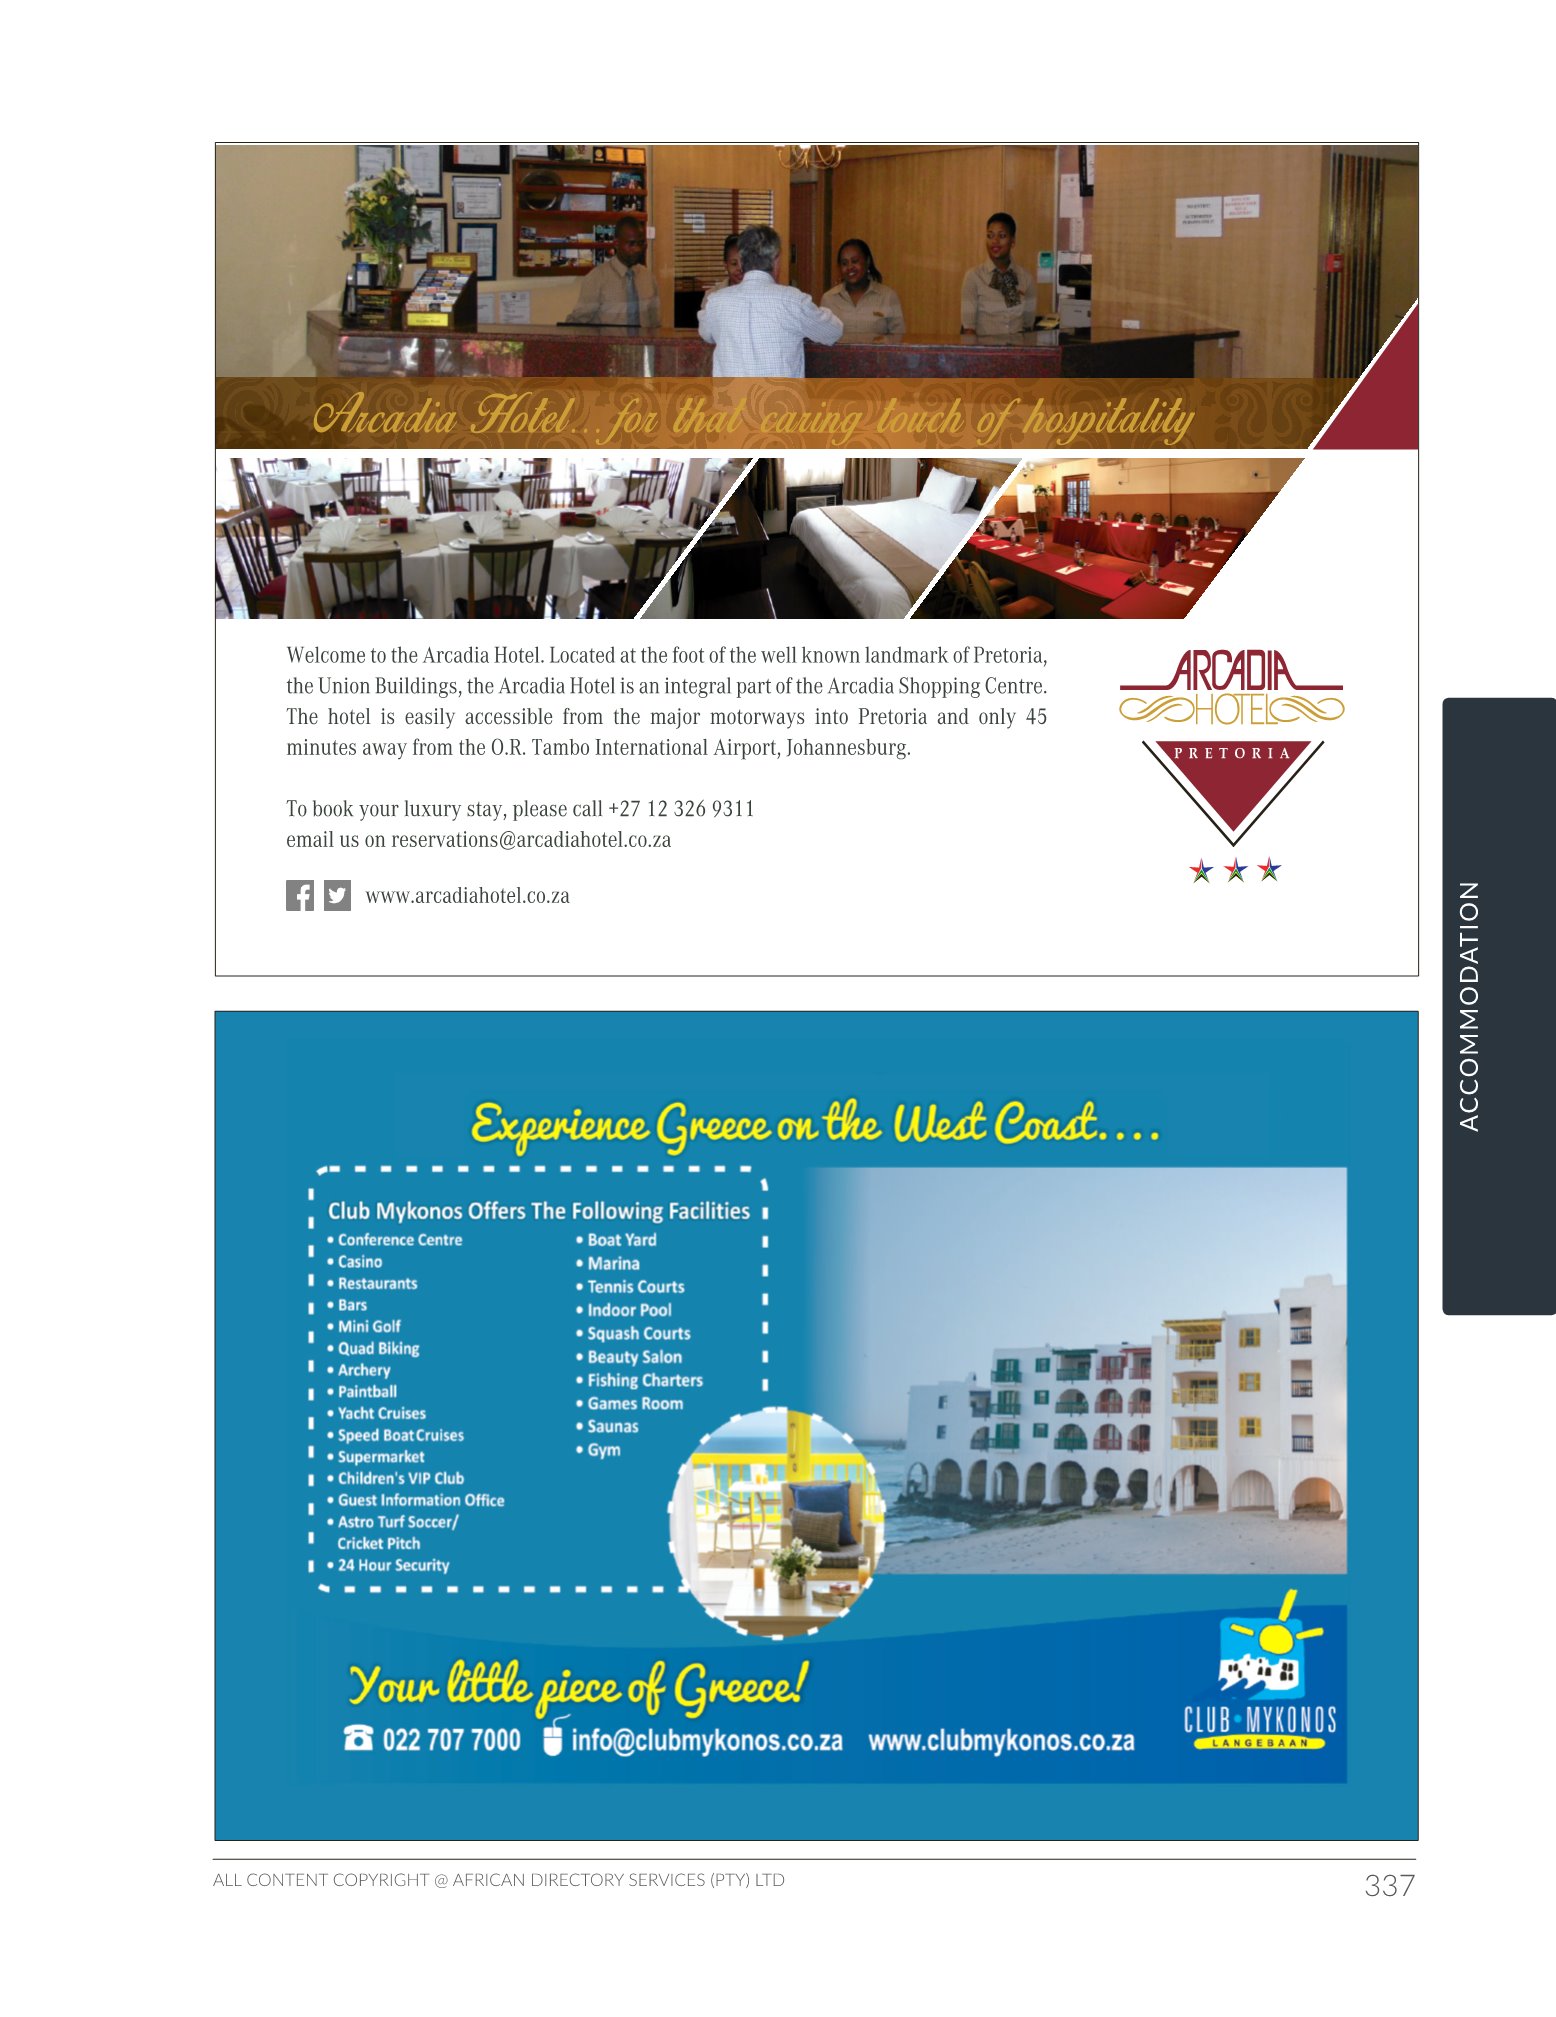 Arcadia Hotel...for that caring touch of hospitality
Welcome to the Arcadia Hotel. Located at the foot of the well known landmark of Pretoria,
the Union Buildings, the Arcadia Hotel is an integral part of the Arcadia Shopping Centre.
The hotel is easily accessible from the major motorways into Pretoria and only 45
minutes away from the O.R. Tambo International Airport, Johannesburg.
To book your luxury stay, please call +27 12 326 9311
email us on reservations@arcadiahotel.co.za
www.arcadiahotel.co.za
ARCADIA
HOTEL
PRETORIA
ACCOMMODATION
Experience Greece on the West Coast....
Club Mykonos Offers The Following Facilities
• Conference Centre
• Casino
• Restaurants
• Bars
• Mini Golf
• Quad Biking
• Archery
• Paintball
• Yacht Cruises
• Speed Boat Cruises
• Supermarket
• Children's VIP Club
• Guest Information Office
• Astro Turf Soccer/
Cricket Pitch
• 24 Hour Security
• Boat Yard
• Marina
• Tennis Courts
• Indoor Pool
• Squash Courts
• Beauty Salon
• Fishing Charters
• Games Room
• Saunas
• Gym
Your little piece of Greece!
022 707 7000 info@clubmykonos.co.za www.clubmykonos.co.za
CLUB • MYKONOS
LANGEBAAN
ALL CONTENT COPYRIGHT @ AFRICAN DIRECTORY SERVICES (PTY) LTD
337